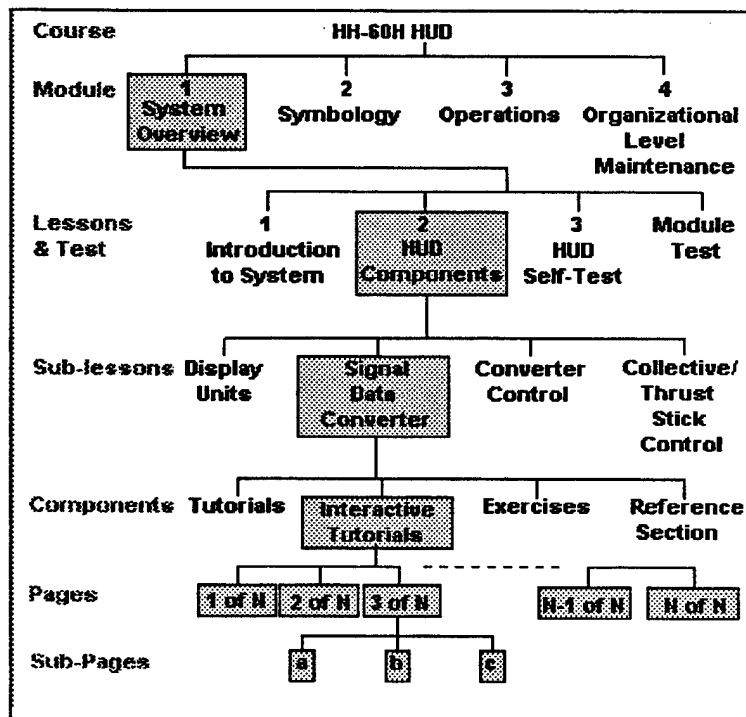 Course HH-60H HUD
Module 1 2 3 4
System Symbology Operations Organizational
Overview Level
Maintenance
Lessons 1 2 3 Module
& Test Introduction HUD HUD Test
to System Components Self-Test
Sub-lessons Display Signal Converter Collective/
Units Data Control Thrust
Converter Stick
Control
Components Tutorials Interactive Exercises Reference
Tutorials Section
Pages 1 of N 2 of N 3 of N N-1 of N N of N
Sub-Pages a b c